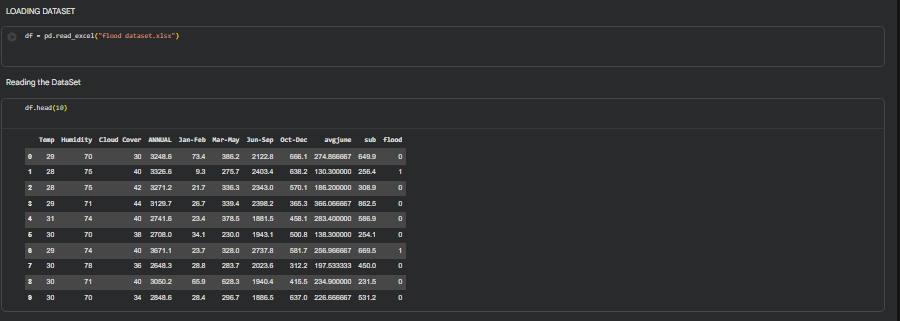 LOADING DATASET
df = pd.read_excel("flood dataset.xlsx")
Reading the DataSet
df.head(10)
Temp Humidity Cloud Cover ANNUAL Jan-Feb Mar-May Jun-Sep Oct-Dec avgjune sub flood
0 29 70 30 3248.6 73.4 386.2 2122.8 666.1 274.866667 649.9 0
1 28 75 40 3326.6 9.3 275.7 2403.4 638.2 130.300000 256.4 1
2 28 75 42 3271.2 21.7 336.3 2343.0 570.1 186.200000 308.9 0
3 29 71 44 3129.7 26.7 339.4 2398.2 365.3 366.066667 862.5 0
4 31 74 40 2741.6 23.4 378.5 1881.5 458.1 283.400000 586.9 0
5 30 70 38 2708.0 34.1 230.0 1943.1 500.8 138.300000 254.1 0
6 29 74 40 3671.1 23.7 328.0 2737.8 581.7 256.966667 669.5 1
7 30 78 36 2648.3 28.8 283.7 2023.6 312.2 197.533333 450.0 0
8 30 71 40 3050.2 65.9 628.3 1940.4 415.5 234.900000 231.5 0
9 30 70 34 2848.6 28.4 296.7 1886.5 637.0 226.666667 531.2 0